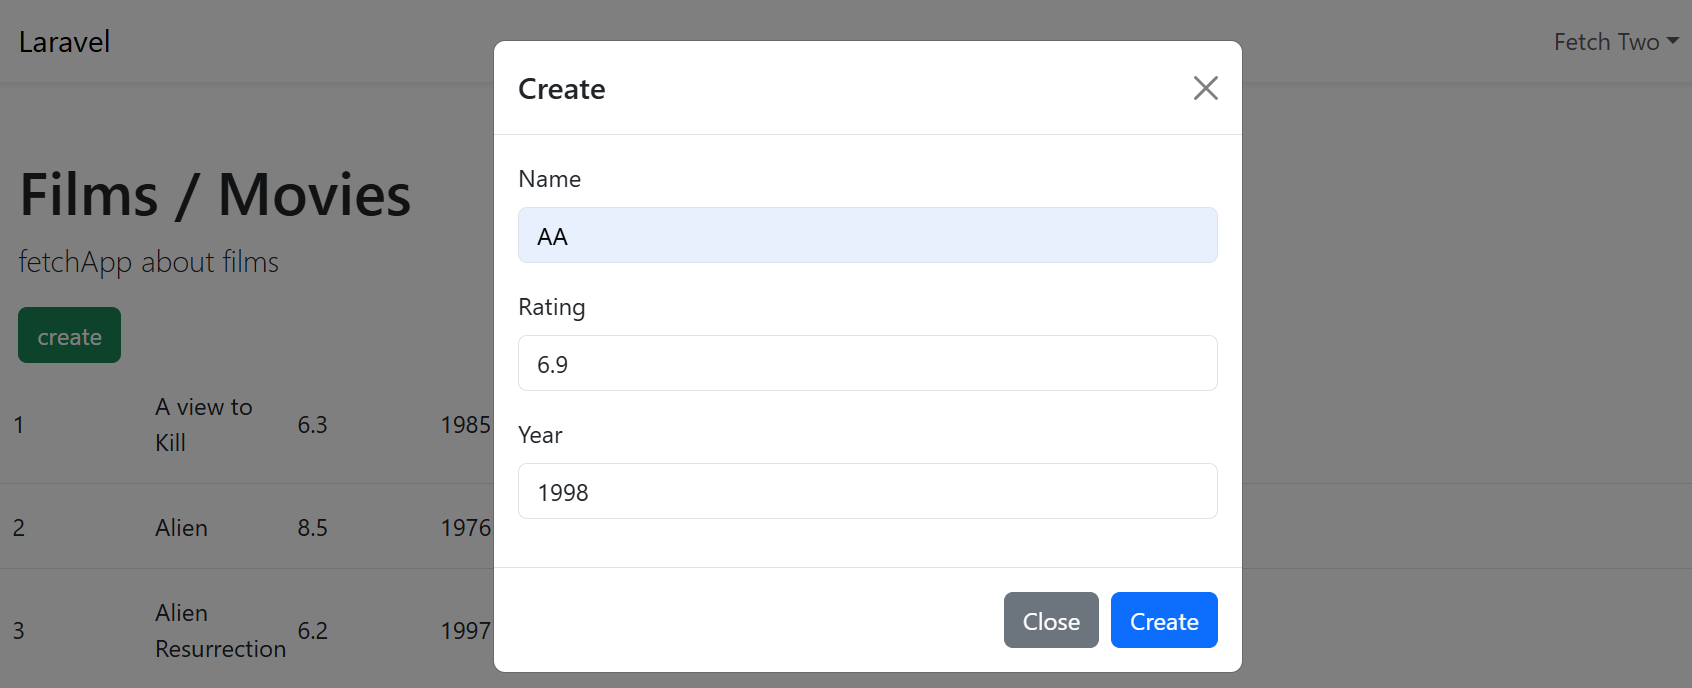 Laravel
Fetch Two
Films / Movies
fetchApp about films
create
1
A view to
Kill
6.3
1985
2
Alien
8.5
1976
3
Alien
Resurrection
6.2
1997
Create
Name
AA
Rating
6.9
Year
1998
Close
Create